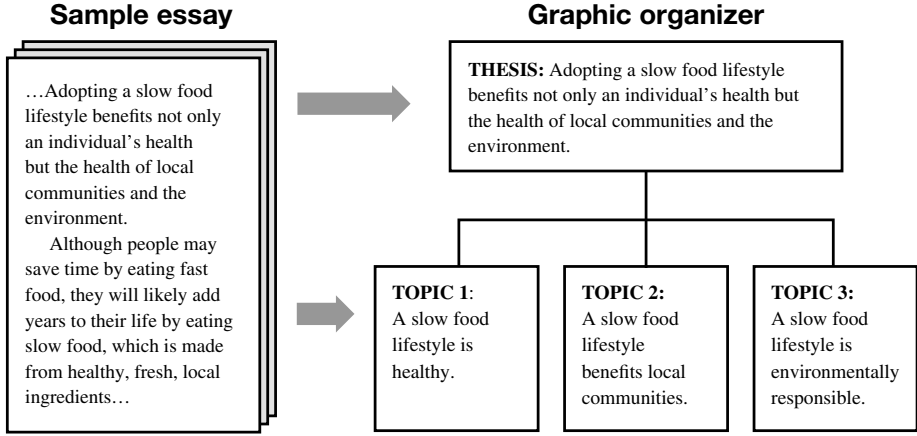 Sample essay
…Adopting a slow food
lifestyle benefits not only
an individual’s health
but the health of local
communities and the
environment.
Although people may
save time by eating fast
food, they will likely add
years to their life by eating
slow food, which is made
from healthy, fresh, local
ingredients…
Graphic organizer
THESIS: Adopting a slow food lifestyle
benefits not only an individual’s health but
the health of local communities and the
environment.
TOPIC 1:
A slow food
lifestyle is
healthy.
TOPIC 2:
A slow food
lifestyle
benefits local
communities.
TOPIC 3:
A slow food
lifestyle is
environmentally
responsible.